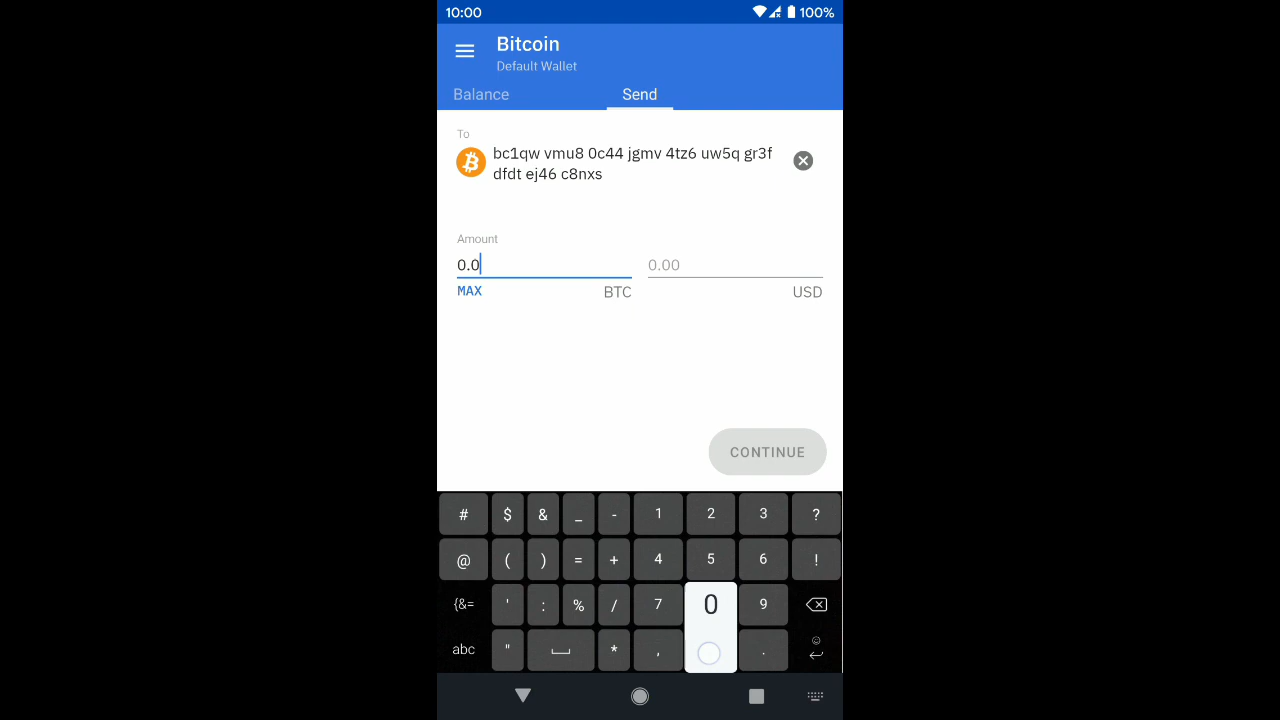 10:00 100%
Bitcoin
Default Wallet
Balance Send
To
bc1qw vmu8 0c44 jgmv 4tz6 uw5q gr3f
dfdt ej46 c8nxs
Amount
0.0 0.00
MAX BTC USD
CONTINUE
# $ & _ - 1 2 3 ?
@ ( ) = + 4 5 6 !
{&= ' : % / 7 0 9
abc " * , .